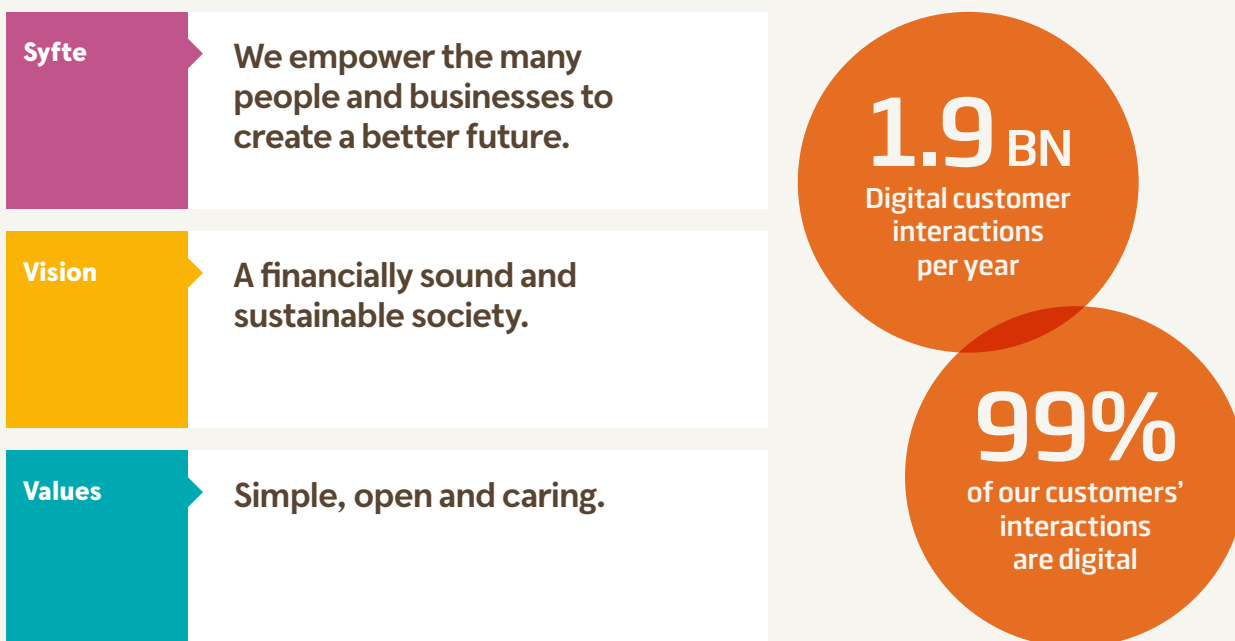 Syfte
We empower the many
people and businesses to
create a better future.
Vision
A financially sound and
sustainable society.
Values
Simple, open and caring.
1.9 BN
Digital customer
interactions
per year
99%
of our customers’
interactions
are digital